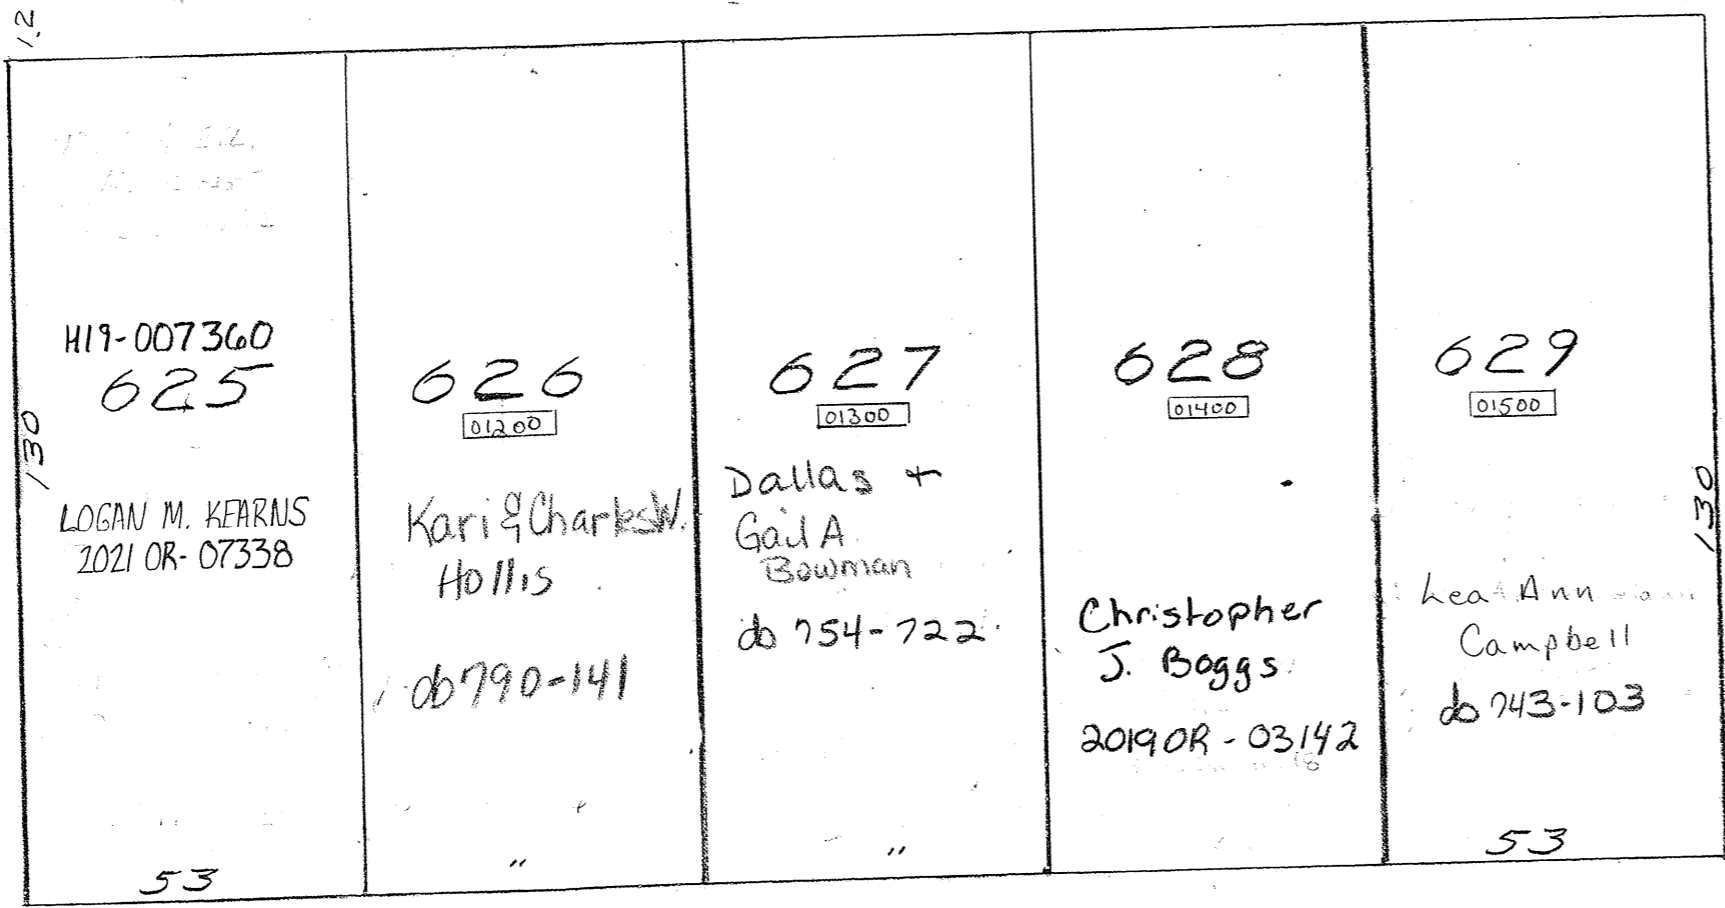 1.2
H19-007360
625
130
LOGAN M. KEARNS
2021 OR-07338
53
626
01200
Kari & Charles W.
Hollis
db 790-141
"
627
01300
Dallas +
Gail A.
Bowman
db 754-722
"
628
01400
Christopher
J. Boggs
2019 OR-03142
629
01500
Lea Ann
Campbell
db 743-103
53
130